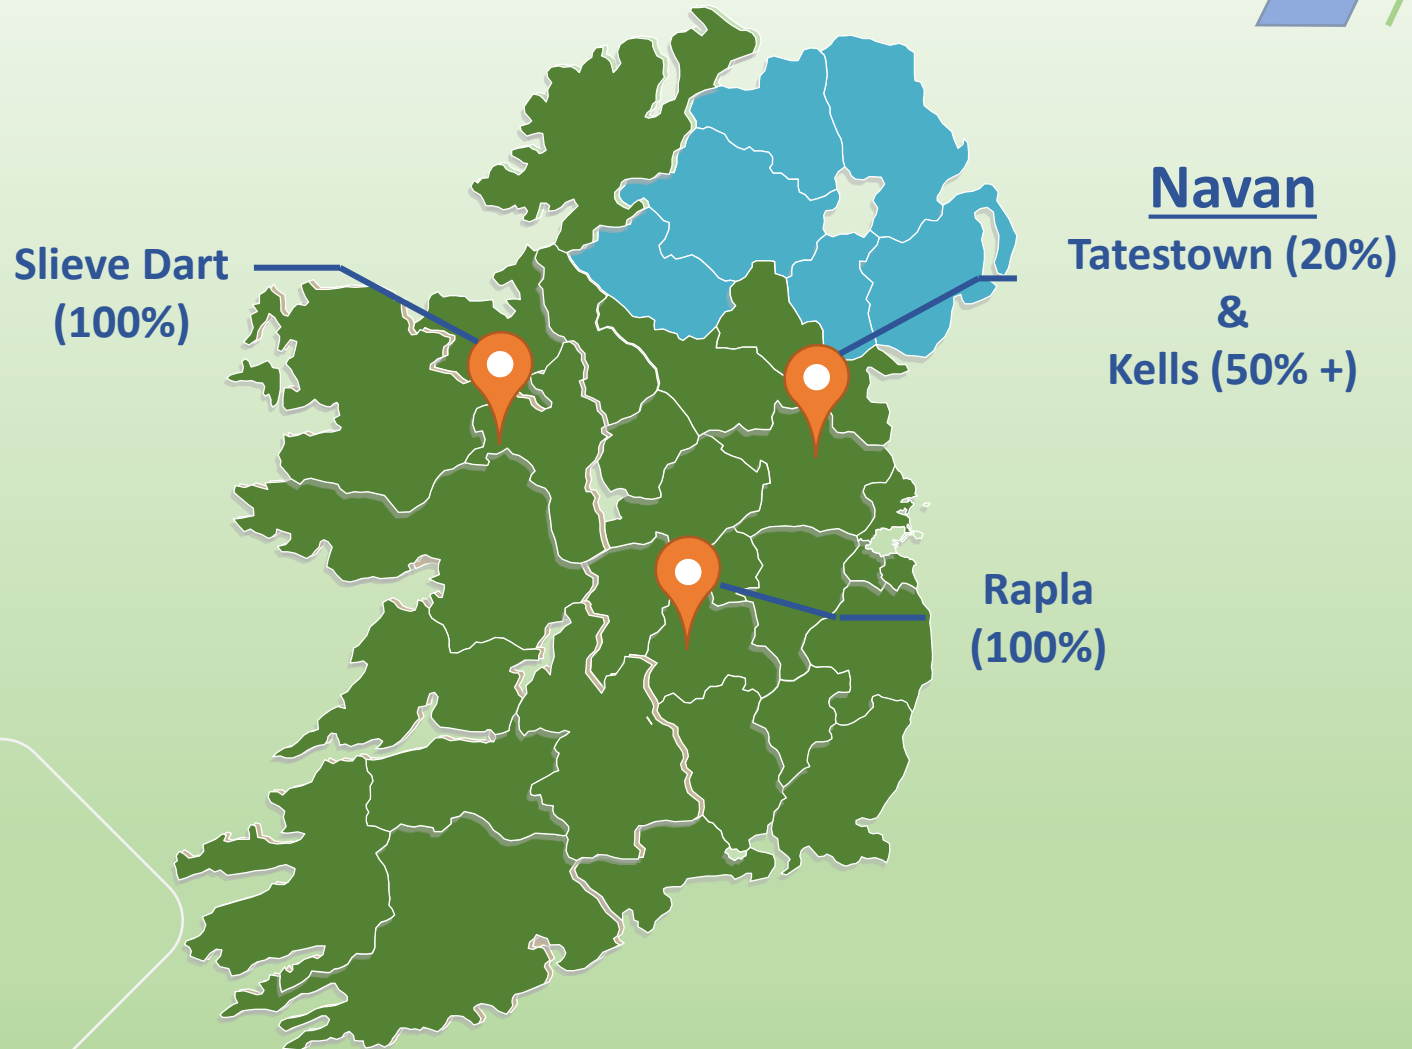 Slieve Dart
(100%)
Navan
Tatestown (20%)
&
Kells (50% +)
Rapla
(100%)